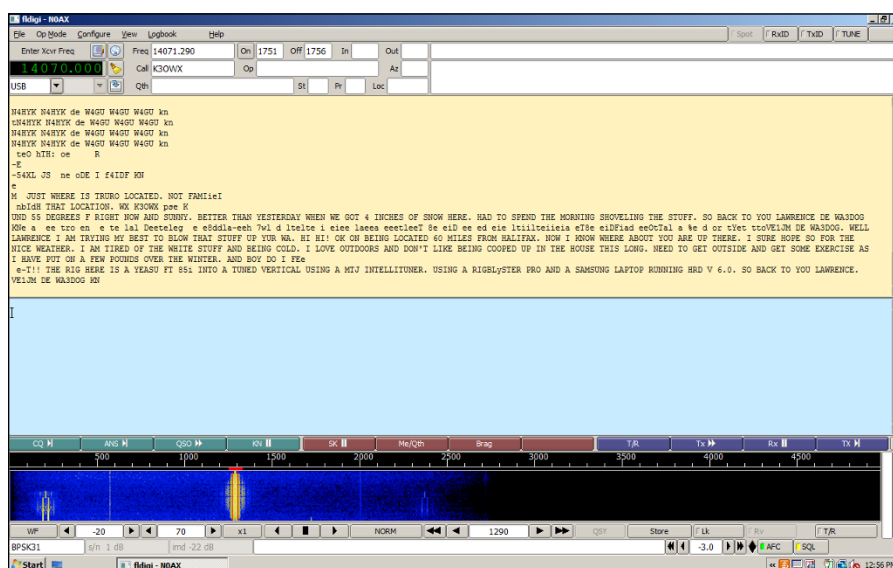 fldigi - N0AX
File Op Mode Configure View Logbook Help Spot RxID TxID TUNE
Enter Xcvr Freq Freq 14071.290 On 1751 Off 1756 In Out
14070.000 Call K3OWX Op Az
USB Qth St Pr Loc
N4HYK N4HYK de W4GU W4GU W4GU kn
tN4HYK N4HYK de W4GU W4GU W4GU kn
N4HYK N4HYK de W4GU W4GU W4GU kn
N4HYK N4HYK de W4GU W4GU W4GU kn
teO hTH: oe R
-E
-54XL JS ne oDE I f4IDF KN
e
M JUST WHERE IS TRURO LOCATED. NOT FAMIieI
nbIdH THAT LOCATION. WX K3OWX pse K
UND 55 DEGREES F RIGHT NOW AND SUNNY. BETTER THAN YESTERDAY WHEN WE GOT 4 INCHES OF SNOW HERE. HAD TO SPEND THE MORNING SHOVELING THE STUFF. SO BACK TO YOU LAWRENCE DE WA3DOG
KNe a ee tro en e te lal Deeteleg e e8ddla-eeh 7wl d ltelte i eiee laeea eeetleeT 8e eiD ee ed eie ltiilteiieia eT8e eiDFiad eeOtTal a %e d or tYet ttoVE1JM DE WA3DOG. WELL
LAWRENCE I AM TRYING MY BEST TO BLOW THAT STUFF UP YUR WA. HI HI! OK ON BEING LOCATED 60 MILES FROM HALIFAX. NOW I KNOW WHERE ABOUT YOU ARE UP THERE. I SURE HOPE SO FOR THE
NICE WEATHER. I AM TIRED OF THE WHITE STUFF AND BEING COLD. I LOVE OUTDOORS AND DON'T LIKE BEING COOPED UP IN THE HOUSE THIS LONG. NEED TO GET OUTSIDE AND GET SOME EXERCISE AS
I HAVE PUT ON A FEW POUNDS OVER THE WINTER. AND BOY DO I FEe
e-T!! THE RIG HERE IS A YEASU FT 85i INTO A TUNED VERTICAL USING A MTJ INTELLITUNER. USING A RIGBLySTER PRO AND A SAMSUNG LAPTOP RUNNING HRD V 6.0. SO BACK TO YOU LAWRENCE.
VE1JM DE WA3DOG KN
CQ ANS QSO KN SK Me/Qth Brag T/R Tx Rx TX
500 1000 1500 2000 2500 3000 3500 4000 4500
WF -20 70 x1 NORM 1290 QSY Store Lk Rv T/R
BPSK31 s/n 1 dB imd -22 dB -3.0 AFC SQL
Start fldigi - N0AX 12:56 PM